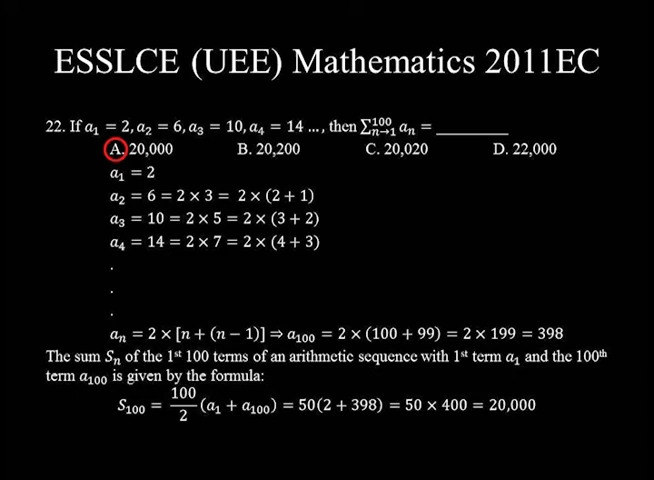 ESSLCE (UEE) Mathematics 2011EC
22. If a₁ = 2, a₂ = 6, a₃ = 10, a₄ = 14 ..., then ∑ₙ→₁¹⁰⁰ aₙ = ________
A. 20,000 B. 20,200 C. 20,020 D. 22,000
a₁ = 2
a₂ = 6 = 2 × 3 = 2 × (2 + 1)
a₃ = 10 = 2 × 5 = 2 × (3 + 2)
a₄ = 14 = 2 × 7 = 2 × (4 + 3)
.
.
.
aₙ = 2 × [n + (n − 1)] ⇒ a₁₀₀ = 2 × (100 + 99) = 2 × 199 = 398
The sum Sₙ of the 1ˢᵗ 100 terms of an arithmetic sequence with 1ˢᵗ term a₁ and the 100ᵗʰ
term a₁₀₀ is given by the formula:
S₁₀₀ = 100/2 (a₁ + a₁₀₀) = 50(2 + 398) = 50 × 400 = 20,000